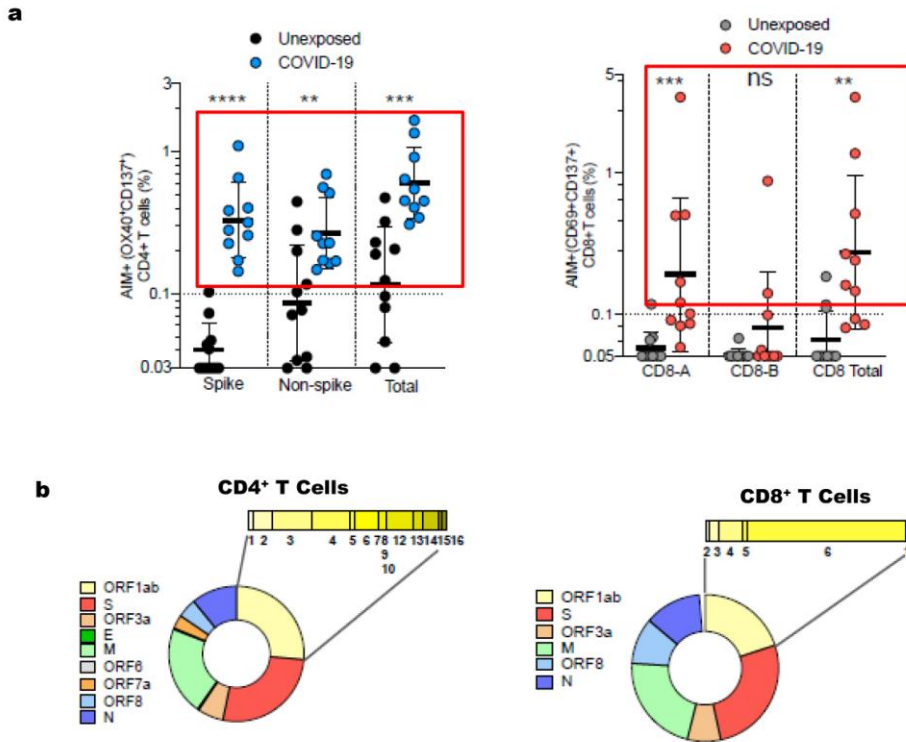 a
Unexposed
COVID-19
AIM+ (OX40+CD137+)
CD4+ T cells (%)
3
1
0.1
0.03
****
**
***
Spike
Non-spike
Total
Unexposed
COVID-19
AIM+(CD69+CD137+)
CD8+T cells (%)
5
1
0.1
0.05
***
ns
**
CD8-A
CD8-B
CD8 Total
b
CD4+ T Cells
1 2 3 4 5 6 7 8 12 13 14 15 16
9
10
ORF1ab
S
ORF3a
E
M
ORF6
ORF7a
ORF8
N
CD8+ T Cells
2 3 4 5 6
ORF1ab
S
ORF3a
M
ORF8
N